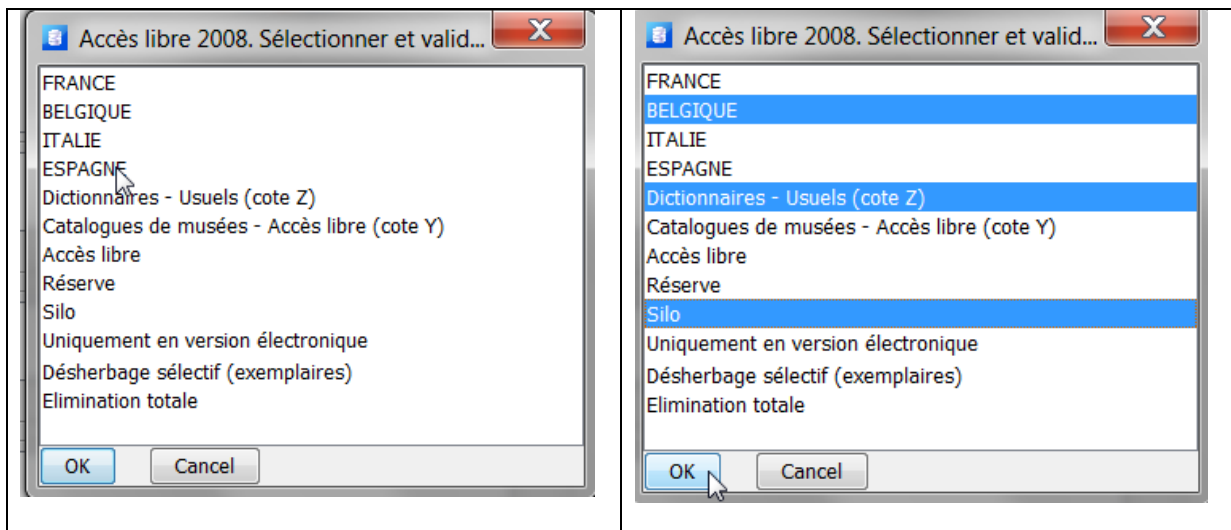 Accès libre 2008. Sélectionner et valid...
FRANCE
BELGIQUE
ITALIE
ESPAGNE
Dictionnaires - Usuels (cote Z)
Catalogues de musées - Accès libre (cote Y)
Accès libre
Réserve
Silo
Uniquement en version électronique
Désherbage sélectif (exemplaires)
Elimination totale
OK Cancel
Accès libre 2008. Sélectionner et valid...
FRANCE
BELGIQUE
ITALIE
ESPAGNE
Dictionnaires - Usuels (cote Z)
Catalogues de musées - Accès libre (cote Y)
Accès libre
Réserve
Silo
Uniquement en version électronique
Désherbage sélectif (exemplaires)
Elimination totale
OK Cancel